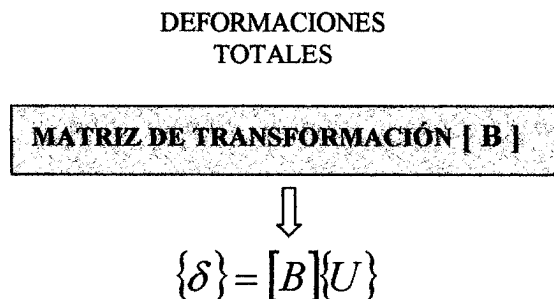 DEFORMACIONES
TOTALES
MATRIZ DE TRANSFORMACIÓN [ B ]
{δ} = [B]{U}